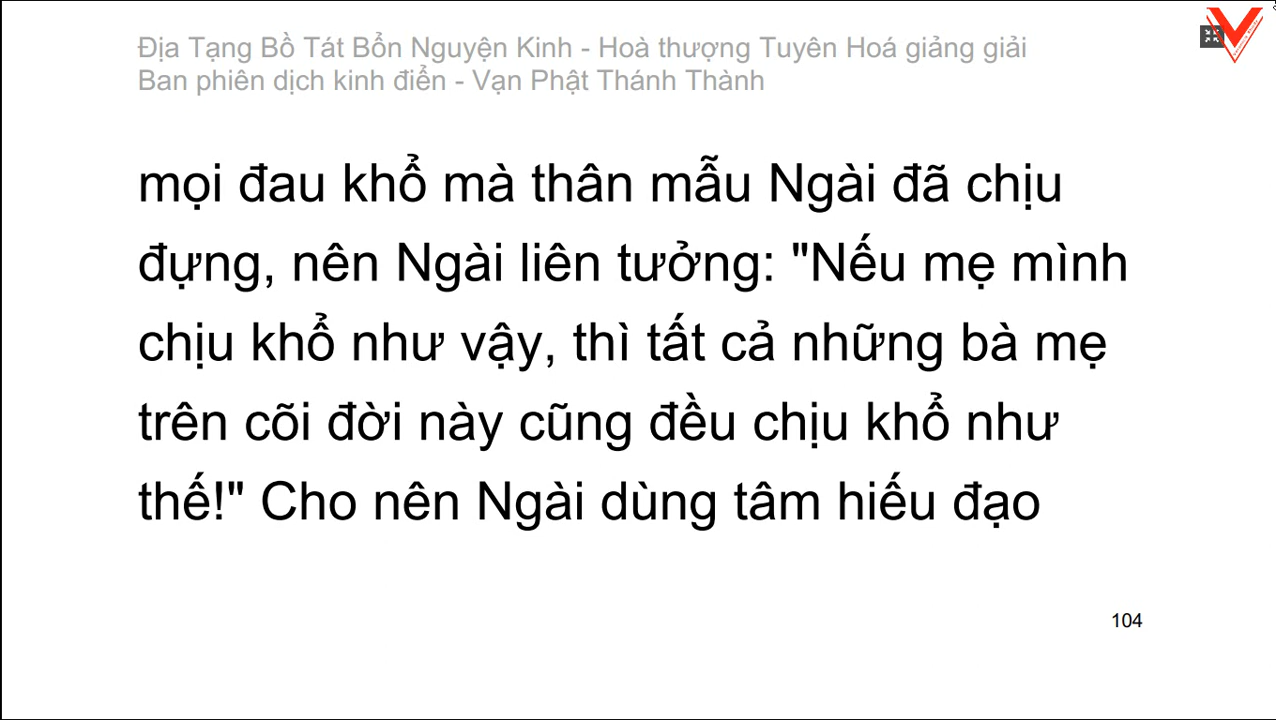 Địa Tạng Bồ Tát Bổn Nguyện Kinh - Hoà thượng Tuyên Hoá giảng giải
Ban phiên dịch kinh điển - Vạn Phật Thánh Thành
mọi đau khổ mà thân mẫu Ngài đã chịu
đựng, nên Ngài liên tưởng: "Nếu mẹ mình
chịu khổ như vậy, thì tất cả những bà mẹ
trên cõi đời này cũng đều chịu khổ như
thế!" Cho nên Ngài dùng tâm hiếu đạo
104